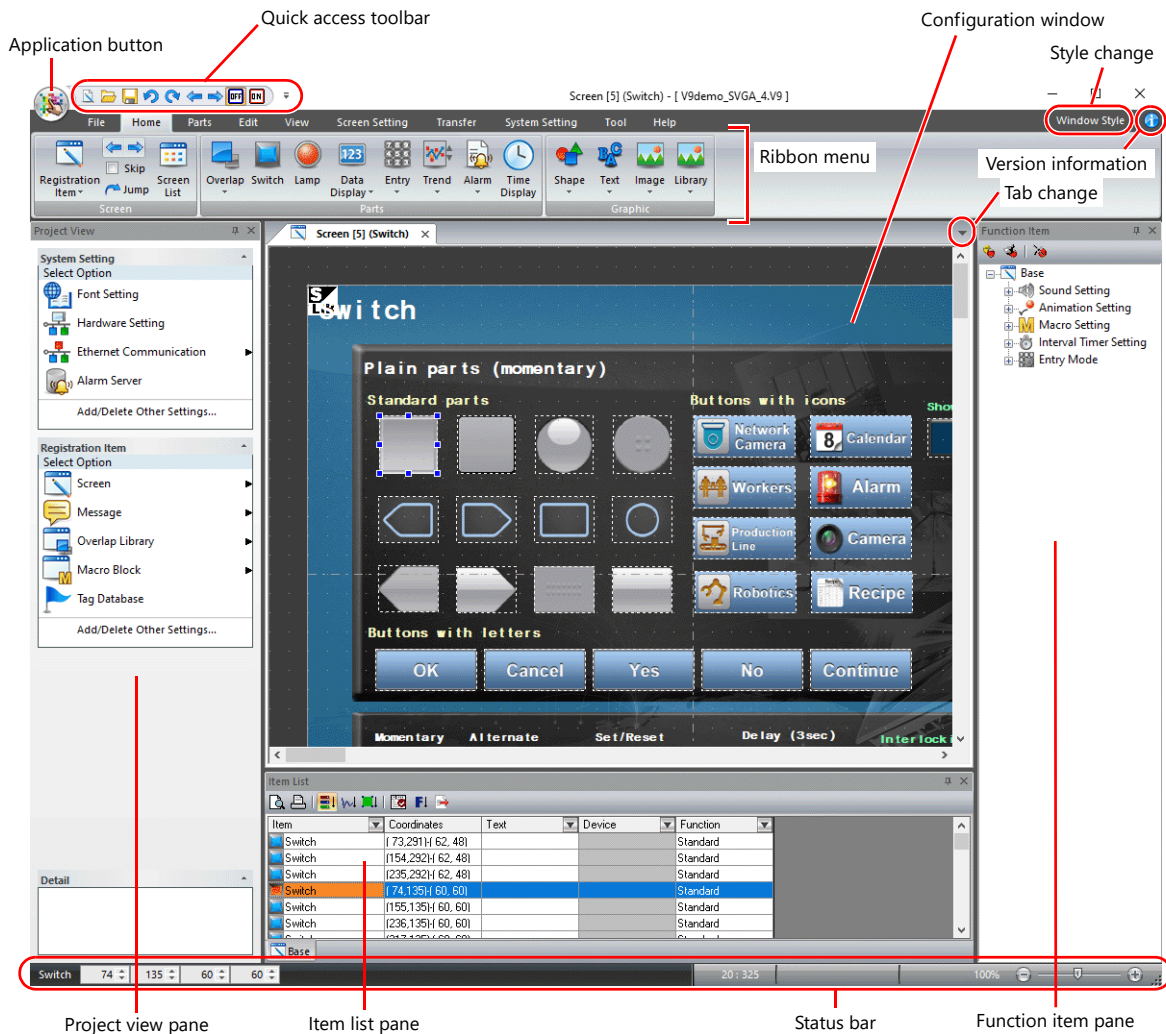 Quick access toolbar
Configuration window
Application button
Style change
Screen [5] (Switch) - [ V9demo_SVGA_4.V9 ]
File Home Parts Edit View Screen Setting Transfer System Setting Tool Help
Window Style
OFF ON
Registration Item
Skip
Jump
Screen List
Overlap Switch Lamp
123
Data Display
Entry Trend Alarm
Time Display
Shape Text Image Library
Screen Parts Graphic
Ribbon menu
Version information
Tab change
Project View
Screen [5] (Switch)
Function Item
System Setting
Select Option
Font Setting
Hardware Setting
Ethernet Communication
Alarm Server
Add/Delete Other Settings...
Registration Item
Select Option
Screen
Message
Overlap Library
Macro Block
Tag Database
Add/Delete Other Settings...
Detail
Base
Sound Setting
Animation Setting
Macro Setting
Interval Timer Setting
Entry Mode
Switch
Plain parts (momentary)
Standard parts
Buttons with icons
Network Camera
8
Calendar
Workers
Alarm
Production Line
Camera
Robotics
Recipe
Buttons with letters
OK Cancel Yes No Continue
Momentary Alternate Set/Reset Delay (3sec)
Item List
Item Coordinates Text Device Function
Switch ( 73,291)-( 62, 48) Standard
Switch (154,292)-( 62, 48) Standard
Switch (235,292)-( 62, 48) Standard
Switch ( 74,135)-( 60, 60) Standard
Switch (155,135)-( 60, 60) Standard
Switch (236,135)-( 60, 60) Standard
Base
Switch 74 135 60 60
20 : 325
100%
Project view pane
Item list pane
Status bar
Function item pane